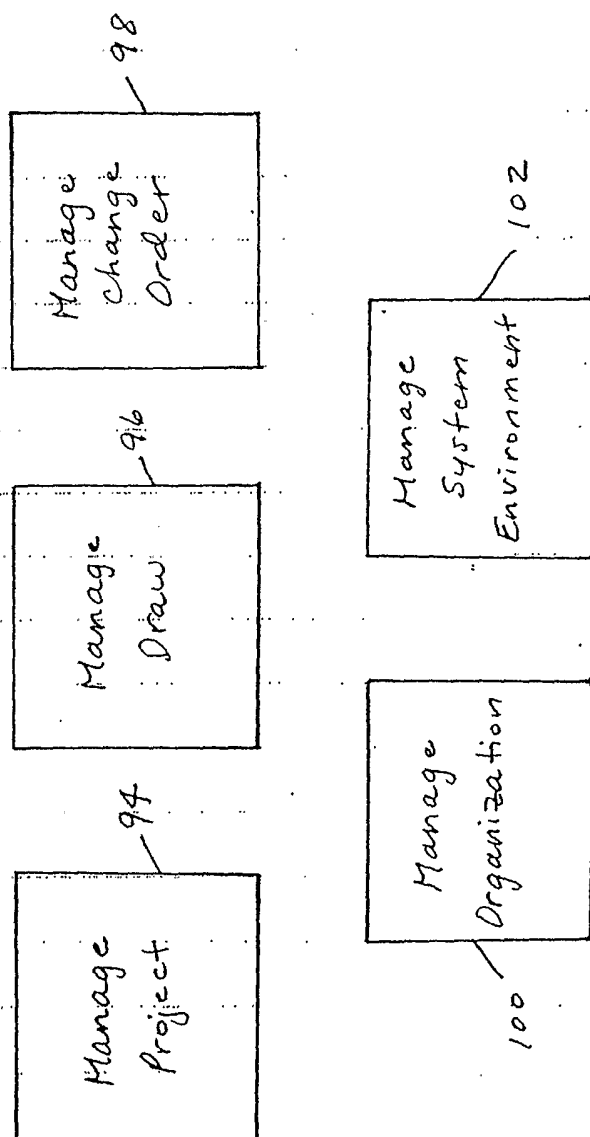 Manage
Project
94
Manage
Draw
96
Manage
Change
Order
98
Manage
Organization
100
Manage
System
Environment
102